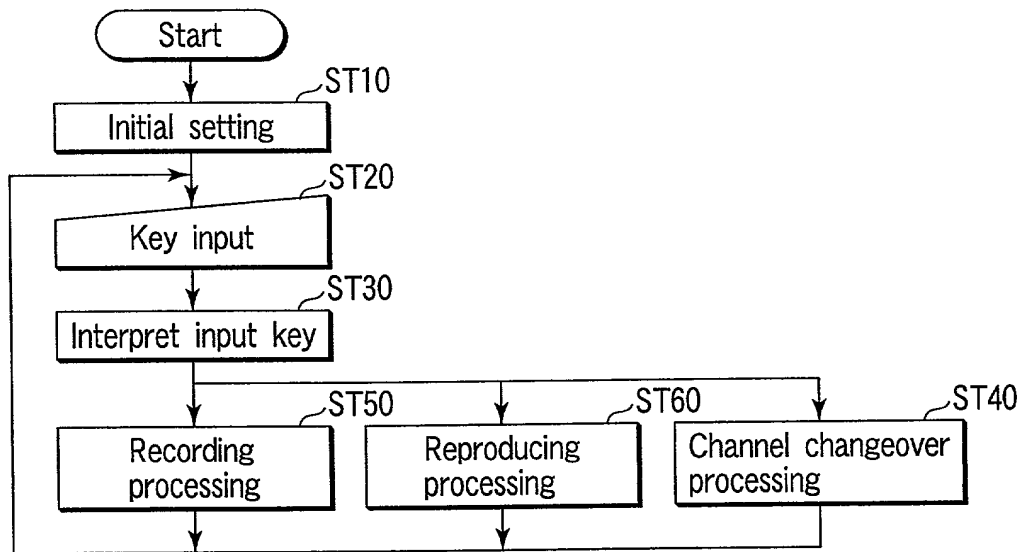 Start
ST10
Initial setting
ST20
Key input
ST30
Interpret input key
ST50
Recording
processing
ST60
Reproducing
processing
ST40
Channel changeover
processing